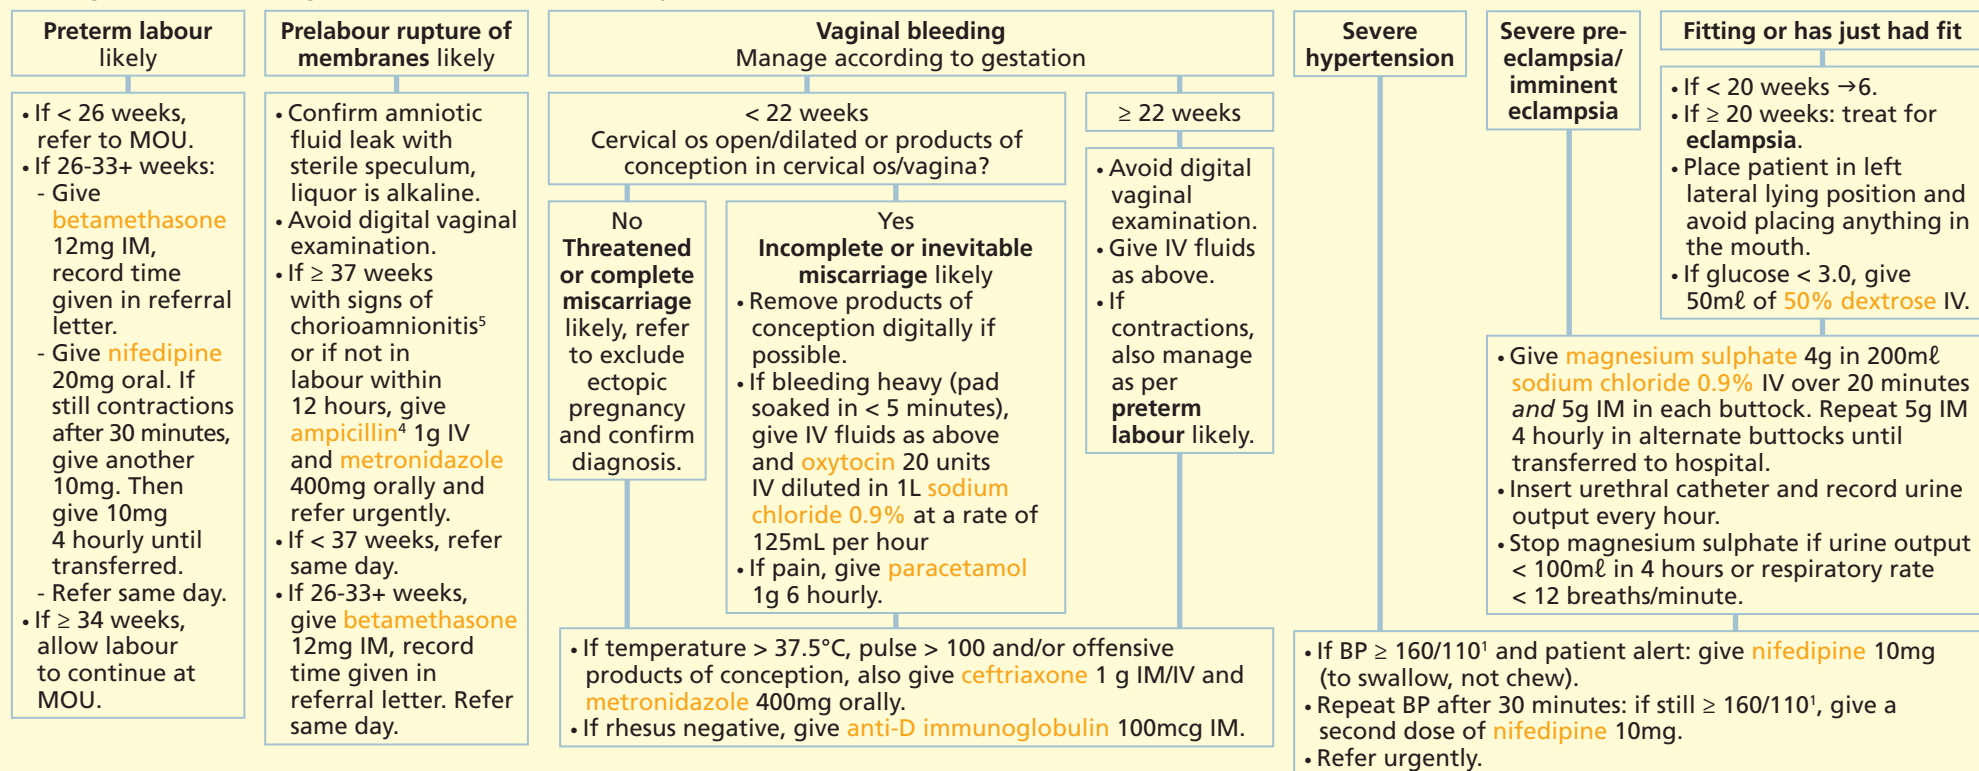 Preterm labour
likely
• If < 26 weeks,
refer to MOU.
• If 26-33+ weeks:
- Give
betamethasone
12mg IM,
record time
given in referral
letter.
- Give nifedipine
20mg oral. If
still contractions
after 30 minutes,
give another
10mg. Then
give 10mg
4 hourly until
transferred.
- Refer same day.
• If ≥ 34 weeks,
allow labour
to continue at
MOU.
Prelabour rupture of
membranes likely
• Confirm amniotic
fluid leak with
sterile speculum,
liquor is alkaline.
• Avoid digital vaginal
examination.
• If ≥ 37 weeks
with signs of
chorioamnionitis⁵
or if not in
labour within
12 hours, give
ampicillin⁴ 1g IV
and metronidazole
400mg orally and
refer urgently.
• If < 37 weeks, refer
same day.
• If 26-33+ weeks,
give betamethasone
12mg IM, record
time given in
referral letter. Refer
same day.
Vaginal bleeding
Manage according to gestation
< 22 weeks
Cervical os open/dilated or products of
conception in cervical os/vagina?
No
Threatened
or complete
miscarriage
likely, refer
to exclude
ectopic
pregnancy
and confirm
diagnosis.
Yes
Incomplete or inevitable
miscarriage likely
• Remove products of
conception digitally if
possible.
• If bleeding heavy (pad
soaked in < 5 minutes),
give IV fluids as above
and oxytocin 20 units
IV diluted in 1L sodium
chloride 0.9% at a rate of
125mL per hour
• If pain, give paracetamol
1g 6 hourly.
≥ 22 weeks
• Avoid digital
vaginal
examination.
• Give IV fluids
as above.
• If
contractions,
also manage
as per
preterm
labour likely.
• If temperature > 37.5°C, pulse > 100 and/or offensive
products of conception, also give ceftriaxone 1 g IM/IV and
metronidazole 400mg orally.
• If rhesus negative, give anti-D immunoglobulin 100mcg IM.
Severe
hypertension
Severe pre-
eclampsia/
imminent
eclampsia
Fitting or has just had fit
• If < 20 weeks →6.
• If ≥ 20 weeks: treat for
eclampsia.
• Place patient in left
lateral lying position and
avoid placing anything in
the mouth.
• If glucose < 3.0, give
50mℓ of 50% dextrose IV.
• Give magnesium sulphate 4g in 200mℓ
sodium chloride 0.9% IV over 20 minutes
and 5g IM in each buttock. Repeat 5g IM
4 hourly in alternate buttocks until
transferred to hospital.
• Insert urethral catheter and record urine
output every hour.
• Stop magnesium sulphate if urine output
< 100mℓ in 4 hours or respiratory rate
< 12 breaths/minute.
• If BP ≥ 160/110¹ and patient alert: give nifedipine 10mg
(to swallow, not chew).
• Repeat BP after 30 minutes: if still ≥ 160/110¹, give a
second dose of nifedipine 10mg.
• Refer urgently.